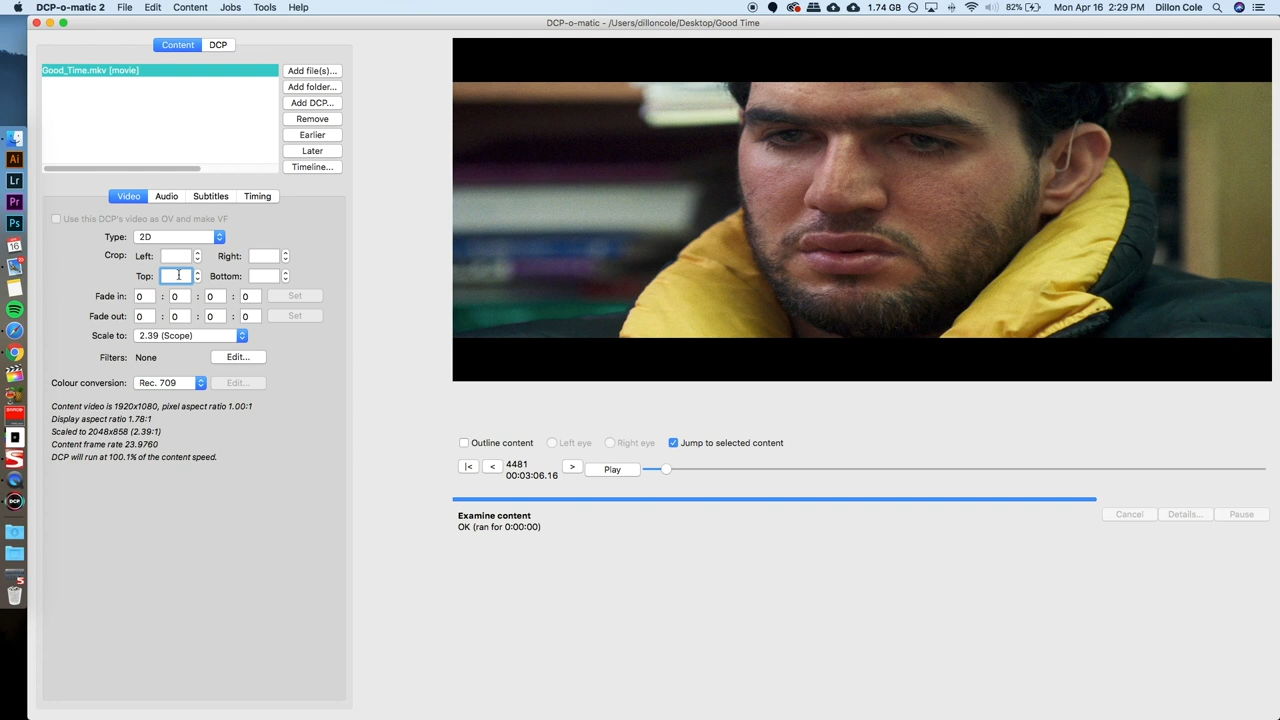 DCP-o-matic 2 File Edit Content Jobs Tools Help 1.74 GB 82% Mon Apr 16 2:29 PM Dillon Cole
DCP-o-matic - /Users/dilloncole/Desktop/Good Time
Content DCP
Good_Time.mkv [movie]
Add file(s)...
Add folder...
Add DCP...
Remove
Earlier
Later
Timeline...
Video Audio Subtitles Timing
Use this DCP's video as OV and make VF
Type: 2D
Crop: Left: Right:
Top: Bottom:
Fade in: 0 : 0 : 0 : 0 Set
Fade out: 0 : 0 : 0 : 0 Set
Scale to: 2.39 (Scope)
Filters: None Edit...
Colour conversion: Rec. 709 Edit...
Content video is 1920x1080, pixel aspect ratio 1.00:1
Display aspect ratio 1.78:1
Scaled to 2048x858 (2.39:1)
Content frame rate 23.9760
DCP will run at 100.1% of the content speed.
Outline content Left eye Right eye Jump to selected content
|< < 4481 > Play
00:03:06.16
Examine content
OK (ran for 0:00:00)
Cancel Details... Pause
Ai
Lr
Pr
Ps
16
DCP